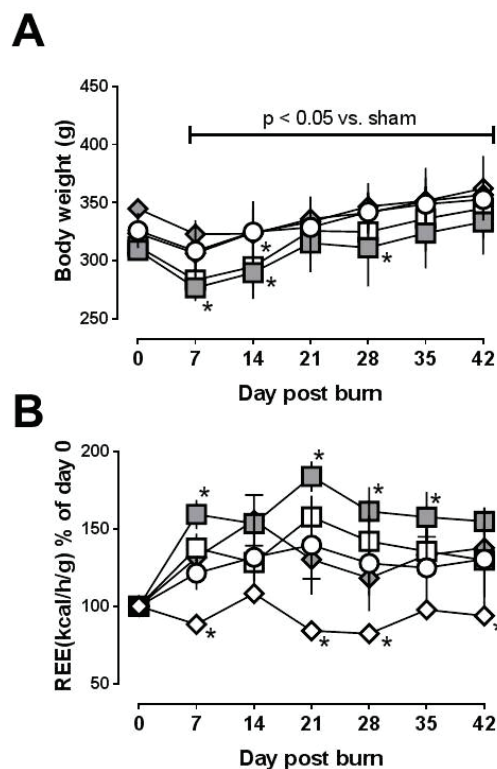 A
450
400
350
300
250
Body weight (g)
p < 0.05 vs. sham
*
*
*
*
0 7 14 21 28 35 42
Day post burn
B
200
150
100
50
REE(kcal/h/g) % of day 0
*
*
*
*
*
*
*
*
0 7 14 21 28 35 42
Day post burn